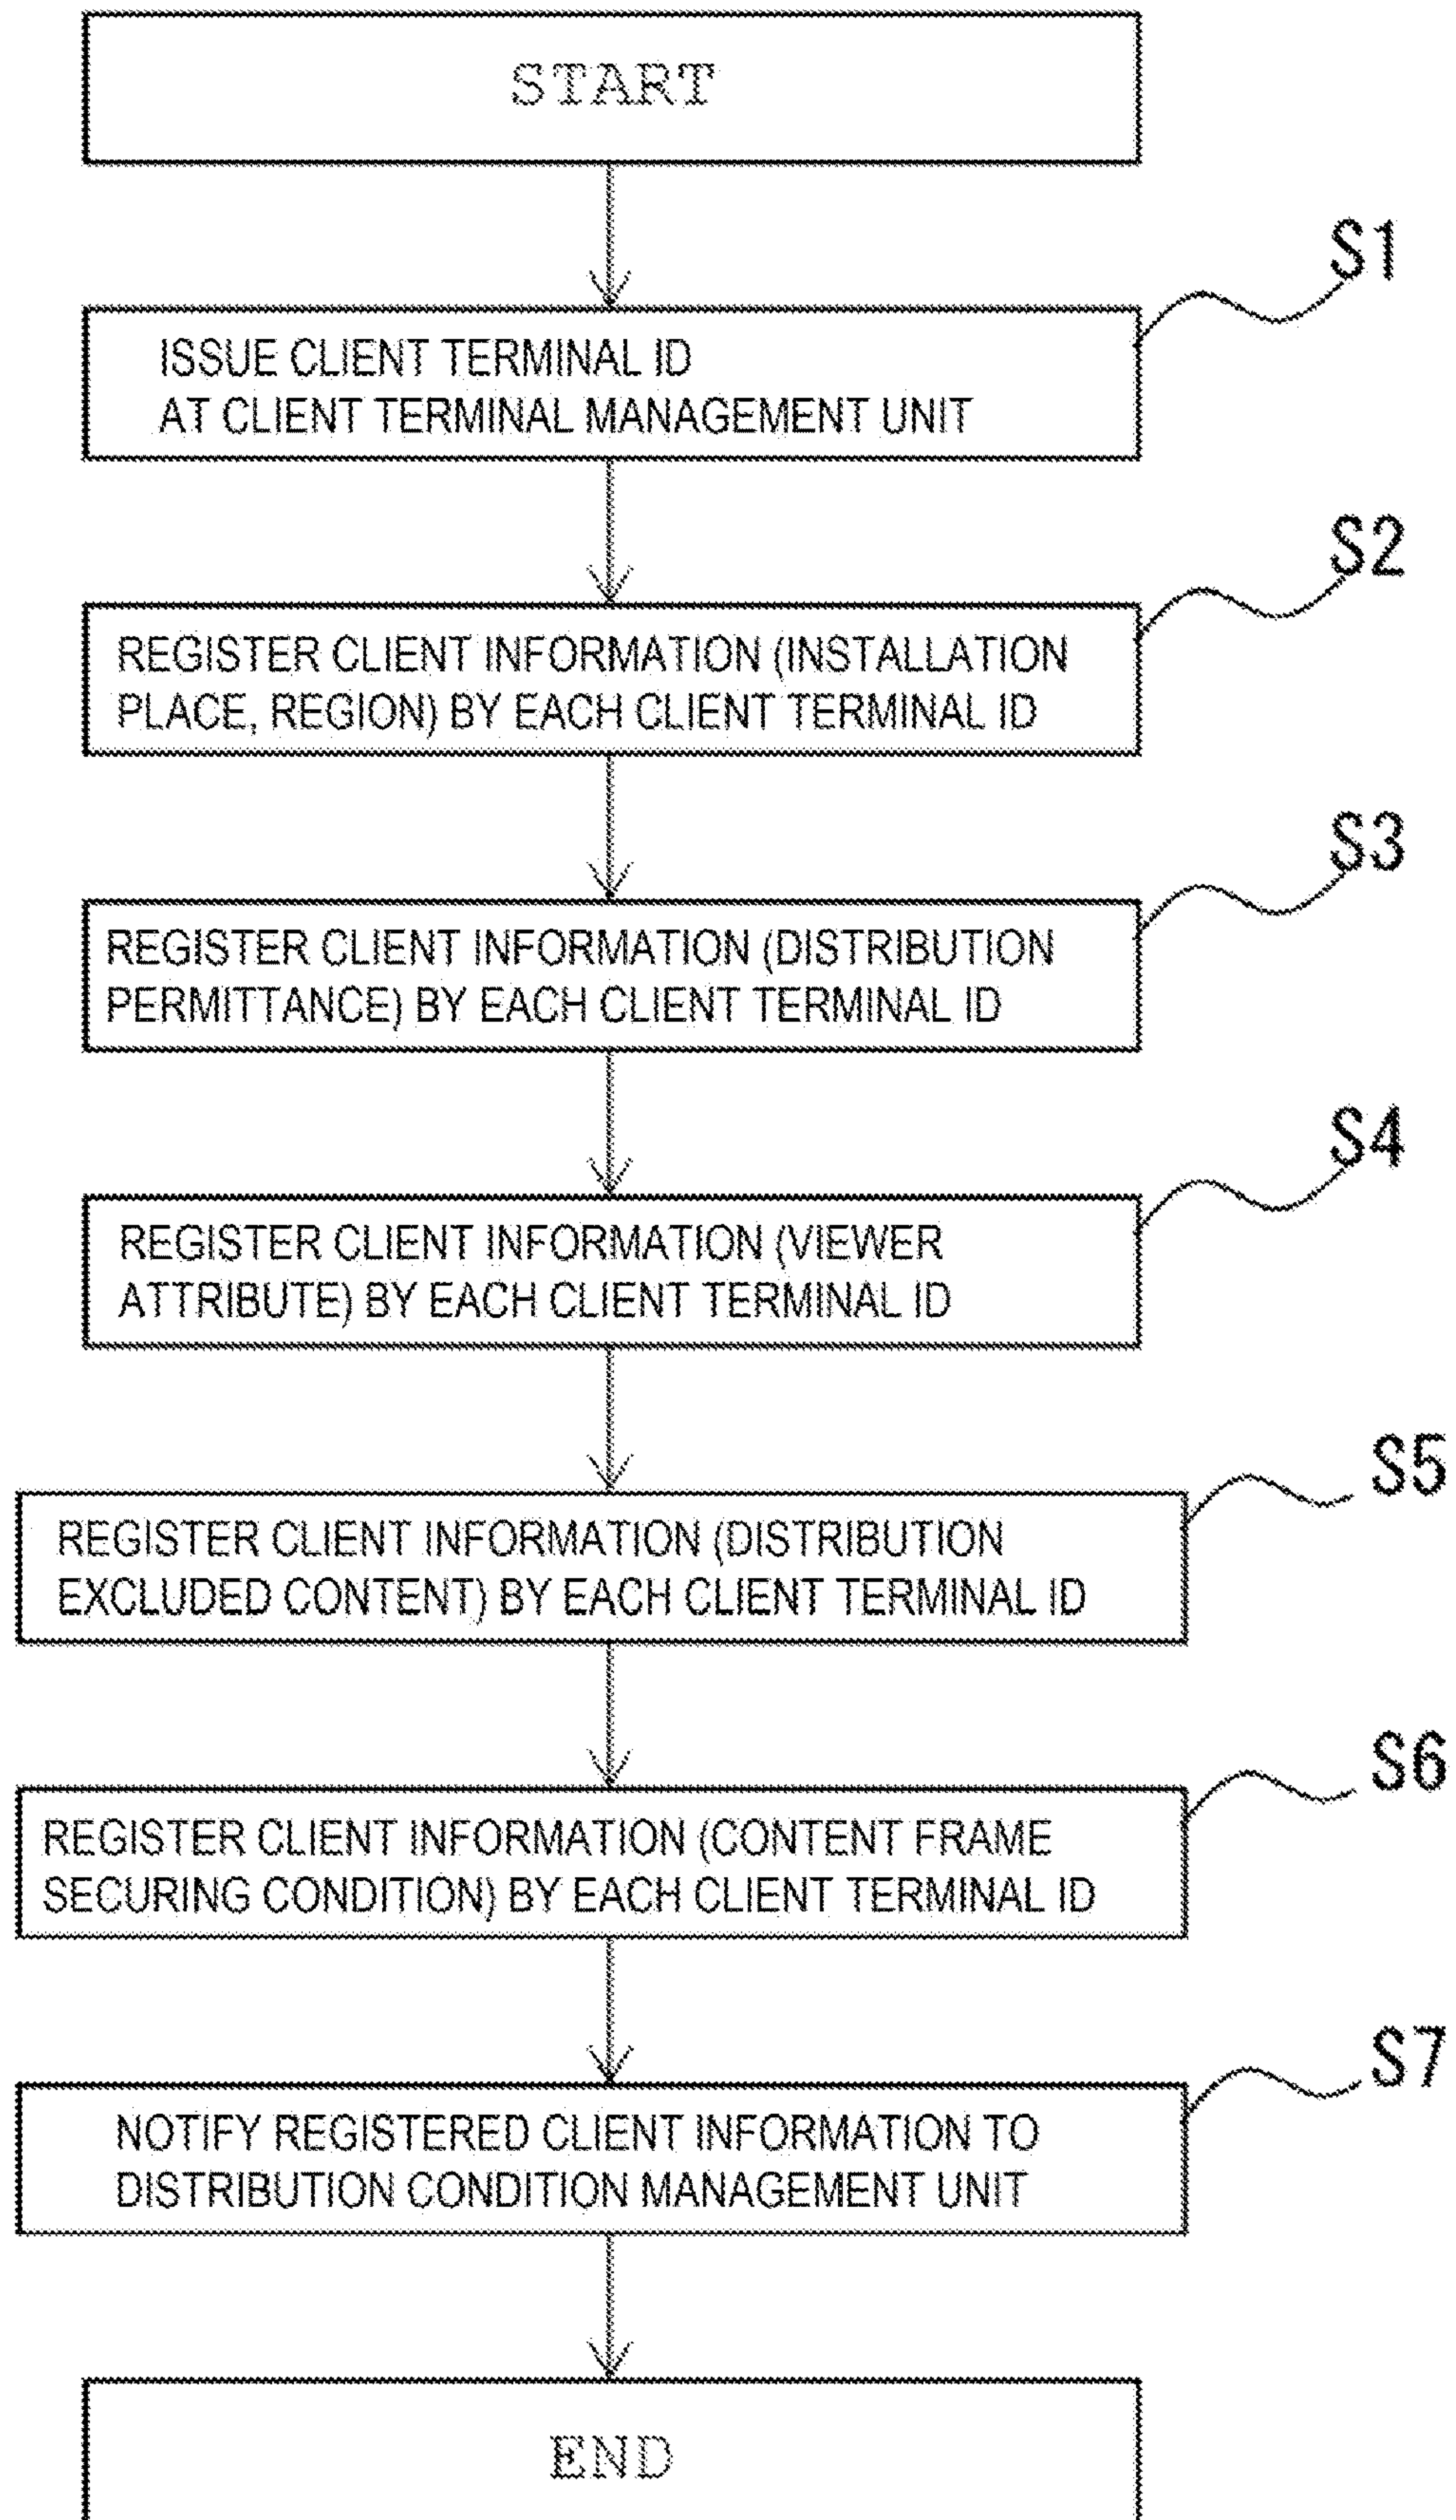 START
S1
ISSUE CLIENT TERMINAL ID
AT CLIENT TERMINAL MANAGEMENT UNIT
S2
REGISTER CLIENT INFORMATION (INSTALLATION
PLACE, REGION) BY EACH CLIENT TERMINAL ID
S3
REGISTER CLIENT INFORMATION (DISTRIBUTION
PERMITTANCE) BY EACH CLIENT TERMINAL ID
S4
REGISTER CLIENT INFORMATION (VIEWER
ATTRIBUTE) BY EACH CLIENT TERMINAL ID
S5
REGISTER CLIENT INFORMATION (DISTRIBUTION
EXCLUDED CONTENT) BY EACH CLIENT TERMINAL ID
S6
REGISTER CLIENT INFORMATION (CONTENT FRAME
SECURING CONDITION) BY EACH CLIENT TERMINAL ID
S7
NOTIFY REGISTERED CLIENT INFORMATION TO
DISTRIBUTION CONDITION MANAGEMENT UNIT
END